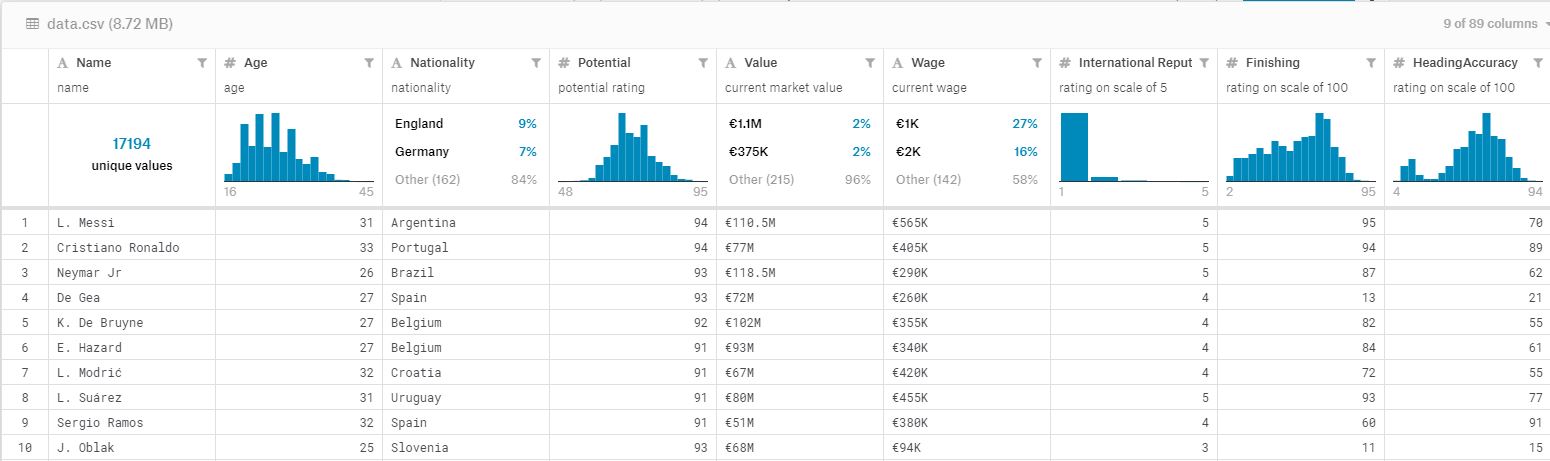 data.csv (8.72 MB) 9 of 89 columns
A Name # Age A Nationality # Potential A Value A Wage # International Reput # Finishing # HeadingAccuracy
name age nationality potential rating current market value current wage rating on scale of 5 rating on scale of 100 rating on scale of 100
England 9% €1.1M 2% €1K 27%
17194
unique values
Germany 7% €375K 2% €2K 16%
Other (162) 84% Other (215) 96% Other (142) 58%
16 45 48 95 1 5 2 95 4 94
1 L. Messi 31 Argentina 94 €110.5M €565K 5 95 70
2 Cristiano Ronaldo 33 Portugal 94 €77M €405K 5 94 89
3 Neymar Jr 26 Brazil 93 €118.5M €290K 5 87 62
4 De Gea 27 Spain 93 €72M €260K 4 13 21
5 K. De Bruyne 27 Belgium 92 €102M €355K 4 82 55
6 E. Hazard 27 Belgium 91 €93M €340K 4 84 61
7 L. Modrić 32 Croatia 91 €67M €420K 4 72 55
8 L. Suárez 31 Uruguay 91 €80M €455K 5 93 77
9 Sergio Ramos 32 Spain 91 €51M €380K 4 60 91
10 J. Oblak 25 Slovenia 93 €68M €94K 3 11 15